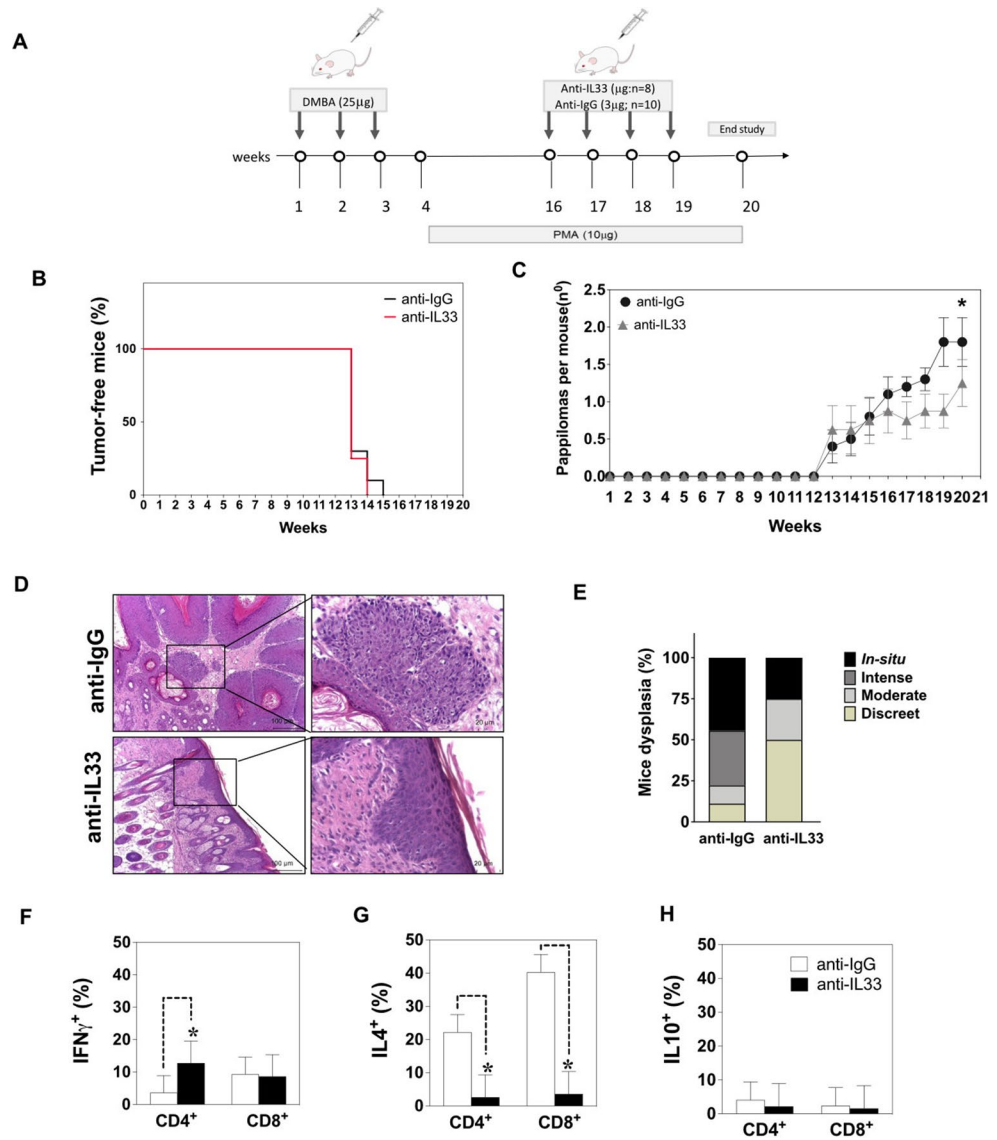 A
DMBA (25µg)
Anti-IL33 (µg:n=8)
Anti-IgG (3µg; n=10)
End study
weeks
1 2 3 4 16 17 18 19 20
PMA (10µg)
B
Tumor-free mice (%)
anti-IgG
anti-IL33
100
50
0
0 1 2 3 4 5 6 7 8 9 10 11 12 13 14 15 16 17 18 19 20
Weeks
C
Pappilomas per mouse(n⁰)
anti-IgG
anti-IL33
*
2.5
2.0
1.5
1.0
0.5
0.0
1 2 3 4 5 6 7 8 9 10 11 12 13 14 15 16 17 18 19 20 21
Weeks
D
anti-IgG
100 µm
20 µm
anti-IL33
100 µm
20 µm
E
Mice dysplasia (%)
100
75
50
25
0
anti-IgG anti-IL33
In-situ
Intense
Moderate
Discreet
F
IFNγ⁺ (%)
50
40
30
20
10
0
*
CD4⁺ CD8⁺
G
IL4⁺ (%)
50
40
30
20
10
0
* *
CD4⁺ CD8⁺
H
IL10⁺ (%)
50
40
30
20
10
0
anti-IgG
anti-IL33
CD4⁺ CD8⁺